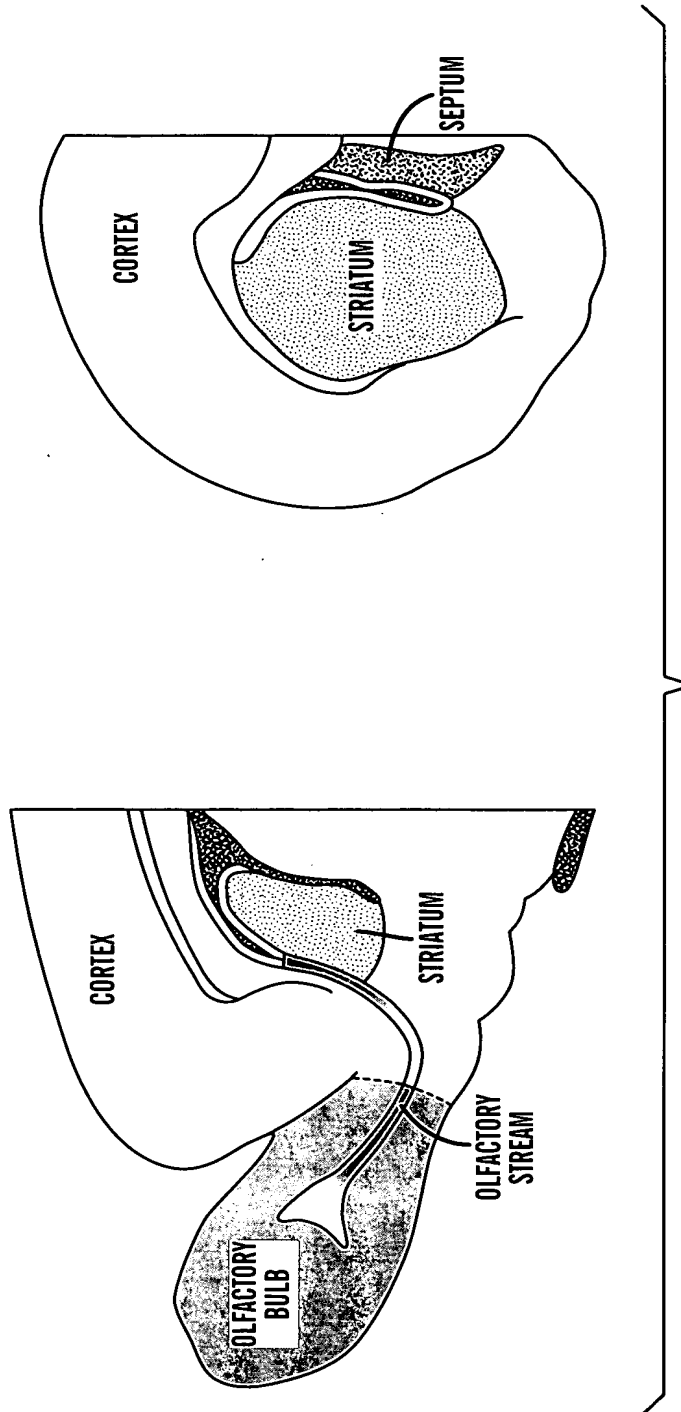 CORTEX
OLFACTORY
BULB
STRIATUM
OLFACTORY
STREAM
CORTEX
STRIATUM
SEPTUM